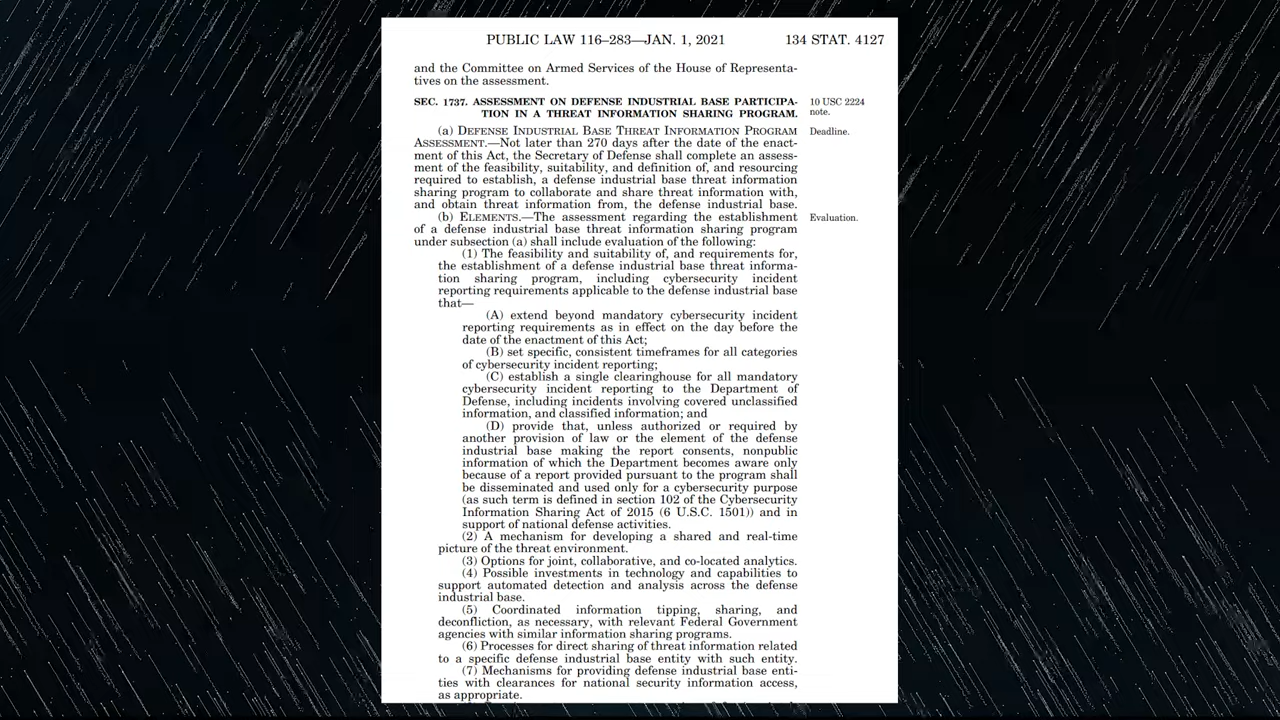 PUBLIC LAW 116–283—JAN. 1, 2021 134 STAT. 4127
and the Committee on Armed Services of the House of Representa-
tives on the assessment.
SEC. 1737. ASSESSMENT ON DEFENSE INDUSTRIAL BASE PARTICIPA-
TION IN A THREAT INFORMATION SHARING PROGRAM.
10 USC 2224
note.
(a) DEFENSE INDUSTRIAL BASE THREAT INFORMATION PROGRAM
Deadline.
ASSESSMENT.—Not later than 270 days after the date of the enact-
ment of this Act, the Secretary of Defense shall complete an assess-
ment of the feasibility, suitability, and definition of, and resourcing
required to establish, a defense industrial base threat information
sharing program to collaborate and share threat information with,
and obtain threat information from, the defense industrial base.
(b) ELEMENTS.—The assessment regarding the establishment
Evaluation.
of a defense industrial base threat information sharing program
under subsection (a) shall include evaluation of the following:
(1) The feasibility and suitability of, and requirements for,
the establishment of a defense industrial base threat informa-
tion sharing program, including cybersecurity incident
reporting requirements applicable to the defense industrial base
that—
(A) extend beyond mandatory cybersecurity incident
reporting requirements as in effect on the day before the
date of the enactment of this Act;
(B) set specific, consistent timeframes for all categories
of cybersecurity incident reporting;
(C) establish a single clearinghouse for all mandatory
cybersecurity incident reporting to the Department of
Defense, including incidents involving covered unclassified
information, and classified information; and
(D) provide that, unless authorized or required by
another provision of law or the element of the defense
industrial base making the report consents, nonpublic
information of which the Department becomes aware only
because of a report provided pursuant to the program shall
be disseminated and used only for a cybersecurity purpose
(as such term is defined in section 102 of the Cybersecurity
Information Sharing Act of 2015 (6 U.S.C. 1501)) and in
support of national defense activities.
(2) A mechanism for developing a shared and real-time
picture of the threat environment.
(3) Options for joint, collaborative, and co-located analytics.
(4) Possible investments in technology and capabilities to
support automated detection and analysis across the defense
industrial base.
(5) Coordinated information tipping, sharing, and
deconfliction, as necessary, with relevant Federal Government
agencies with similar information sharing programs.
(6) Processes for direct sharing of threat information related
to a specific defense industrial base entity with such entity.
(7) Mechanisms for providing defense industrial base enti-
ties with clearances for national security information access,
as appropriate.